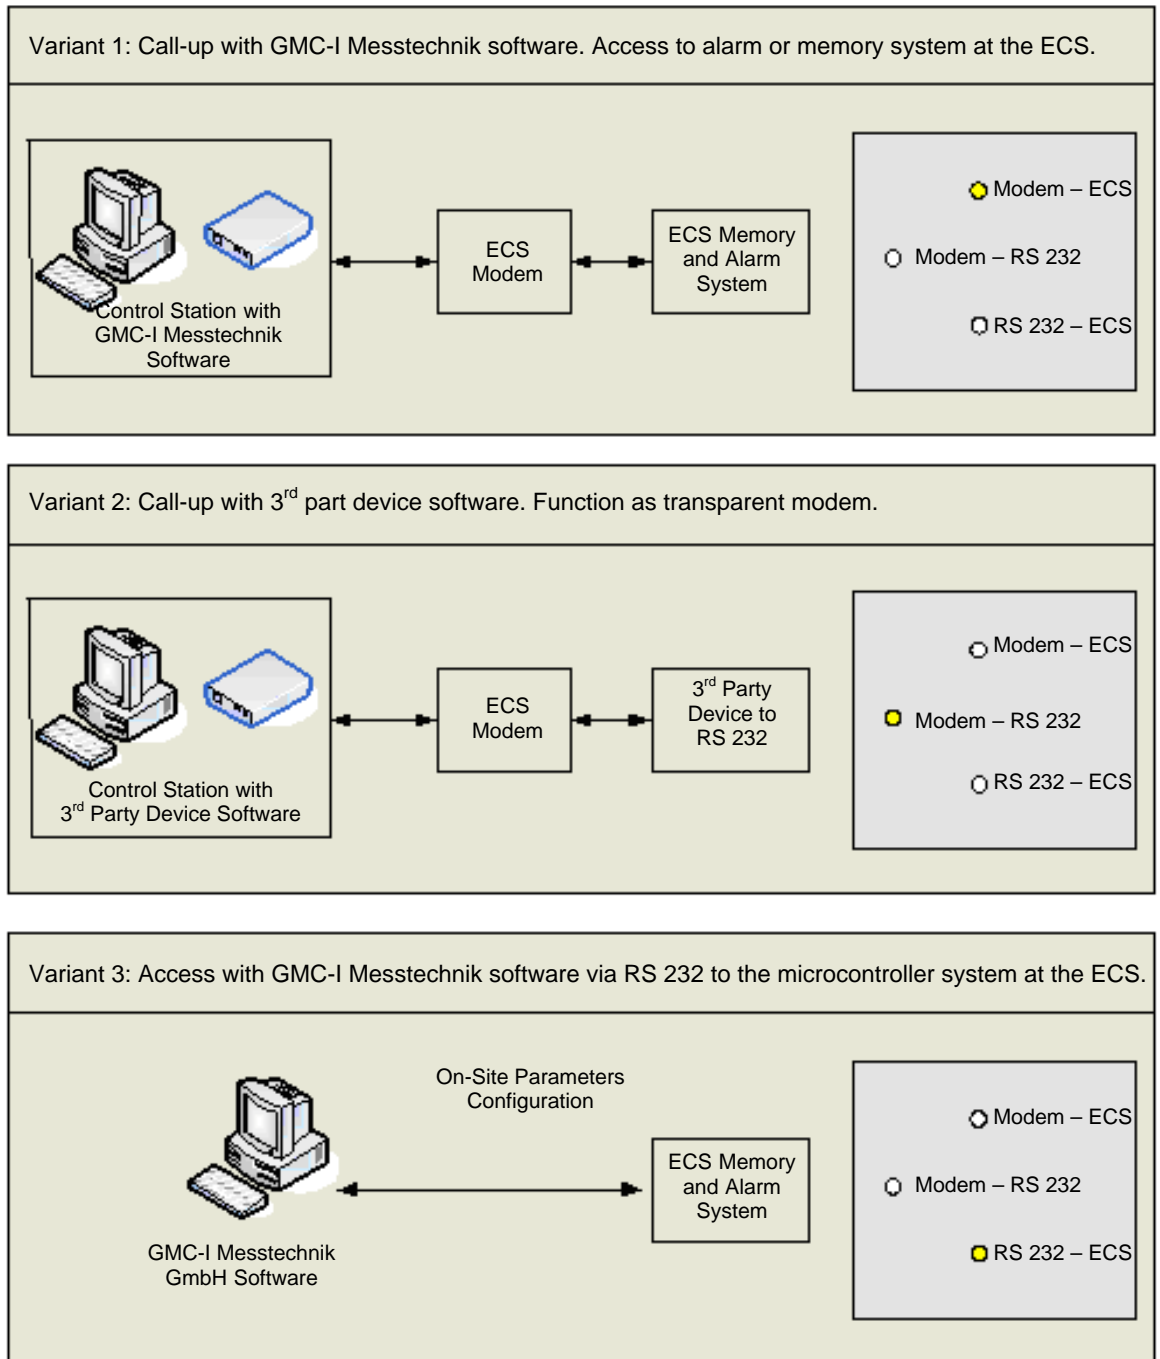 Variant 1: Call-up with GMC-I Messtechnik software. Access to alarm or memory system at the ECS.
Control Station with
GMC-I Messtechnik
Software
ECS
Modem
ECS Memory
and Alarm
System
Modem – ECS
Modem – RS 232
RS 232 – ECS
Variant 2: Call-up with 3rd part device software. Function as transparent modem.
Control Station with
3rd Party Device Software
ECS
Modem
3rd Party
Device to
RS 232
Modem – ECS
Modem – RS 232
RS 232 – ECS
Variant 3: Access with GMC-I Messtechnik software via RS 232 to the microcontroller system at the ECS.
GMC-I Messtechnik
GmbH Software
On-Site Parameters
Configuration
ECS Memory
and Alarm
System
Modem – ECS
Modem – RS 232
RS 232 – ECS